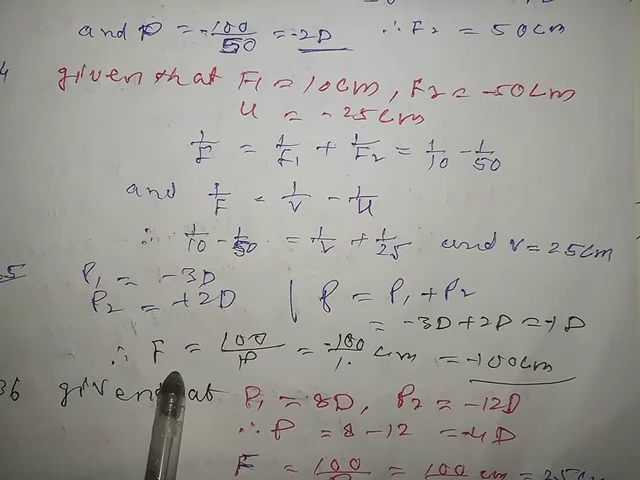 and P = -100/50 = -2D ∴ F2 = 50cm
4 given that F1 = 10cm, F2 = -50cm
u = -25cm
1/F = 1/F1 + 1/F2 = 1/10 - 1/50
and 1/F = 1/v - 1/u
∴ 1/10 - 1/50 = 1/v + 1/25 and v = 25cm
5 P1 = -3D
P2 = +2D | P = P1 + P2
= -3D + 2D = -1D
∴ F = 100/P = -100/1. cm = -100cm
36 given that P1 = 8D, P2 = -12D
∴ P = 8 - 12 = -4D
F = 100 = 100 cm =